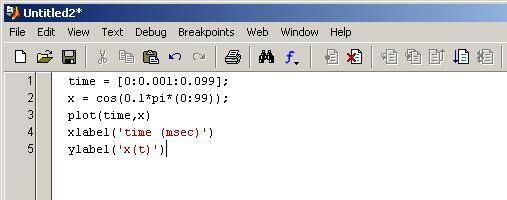 Untitled2*
File Edit View Text Debug Breakpoints Web Window Help
1 time = [0:0.001:0.099];
2 x = cos(0.1*pi*(0:99));
3 plot(time,x)
4 xlabel('time (msec)')
5 ylabel('x(t)')